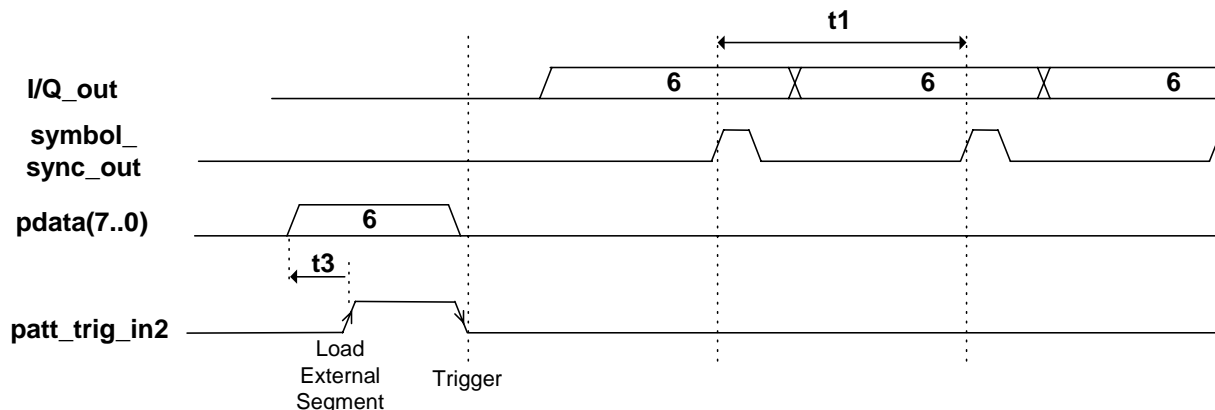 t1
I/Q_out
6
6
6
symbol_
sync_out
pdata(7..0)
6
t3
patt_trig_in2
Load
External
Segment
Trigger